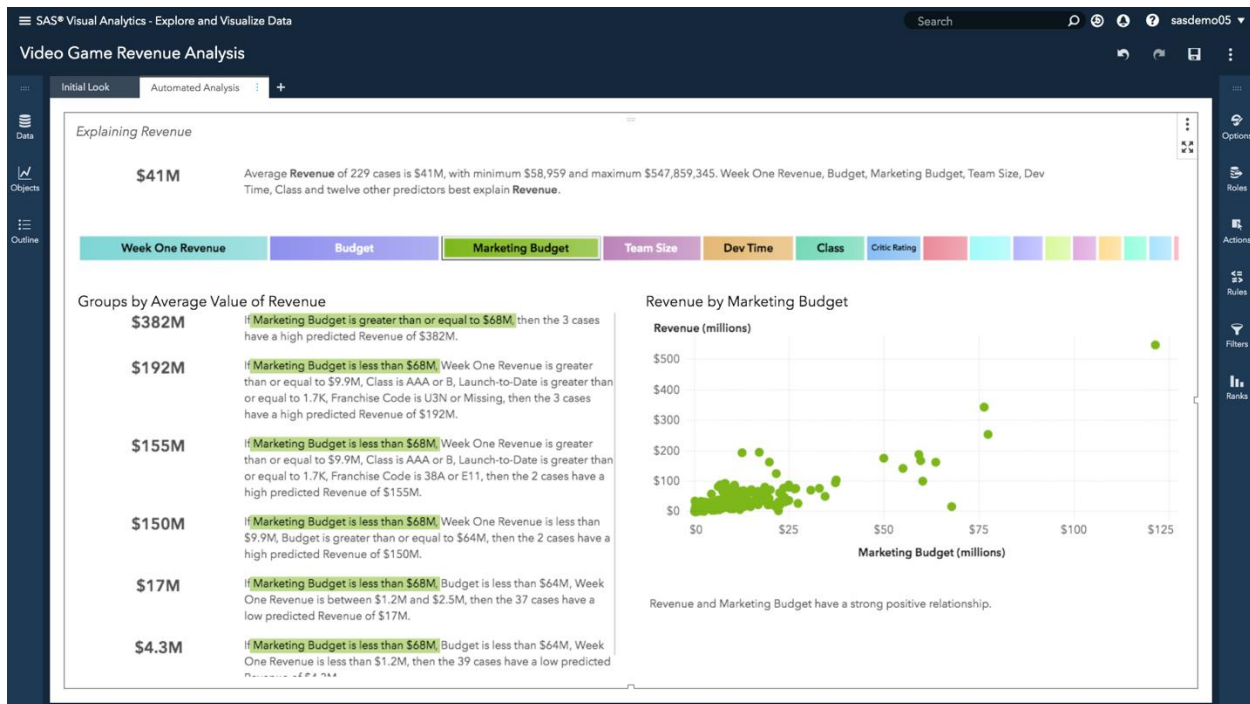 SAS® Visual Analytics - Explore and Visualize Data
Search
sasdemo05
Video Game Revenue Analysis
Initial Look
Automated Analysis
+
Data
Objects
Outline
Options
Roles
Actions
Rules
Filters
Ranks
Explaining Revenue
$41M
Average Revenue of 229 cases is $41M, with minimum $58,959 and maximum $547,859,345. Week One Revenue, Budget, Marketing Budget, Team Size, Dev
Time, Class and twelve other predictors best explain Revenue.
Week One Revenue
Budget
Marketing Budget
Team Size
Dev Time
Class
Critic Rating
Groups by Average Value of Revenue
$382M
If Marketing Budget is greater than or equal to $68M, then the 3 cases
have a high predicted Revenue of $382M.
$192M
If Marketing Budget is less than $68M, Week One Revenue is greater
than or equal to $9.9M, Class is AAA or B, Launch-to-Date is greater than
or equal to 1.7K, Franchise Code is U3N or Missing, then the 3 cases
have a high predicted Revenue of $192M.
$155M
If Marketing Budget is less than $68M, Week One Revenue is greater
than or equal to $9.9M, Class is AAA or B, Launch-to-Date is greater than
or equal to 1.7K, Franchise Code is 38A or E11, then the 2 cases have a
high predicted Revenue of $155M.
$150M
If Marketing Budget is less than $68M, Week One Revenue is less than
$9.9M, Budget is greater than or equal to $64M, then the 2 cases have a
high predicted Revenue of $150M.
$17M
If Marketing Budget is less than $68M, Budget is less than $64M, Week
One Revenue is between $1.2M and $2.5M, then the 37 cases have a
low predicted Revenue of $17M.
$4.3M
If Marketing Budget is less than $68M, Budget is less than $64M, Week
One Revenue is less than $1.2M, then the 39 cases have a low predicted
Revenue by Marketing Budget
Revenue (millions)
$500
$400
$300
$200
$100
$0
$0 $25 $50 $75 $100 $125
Marketing Budget (millions)
Revenue and Marketing Budget have a strong positive relationship.